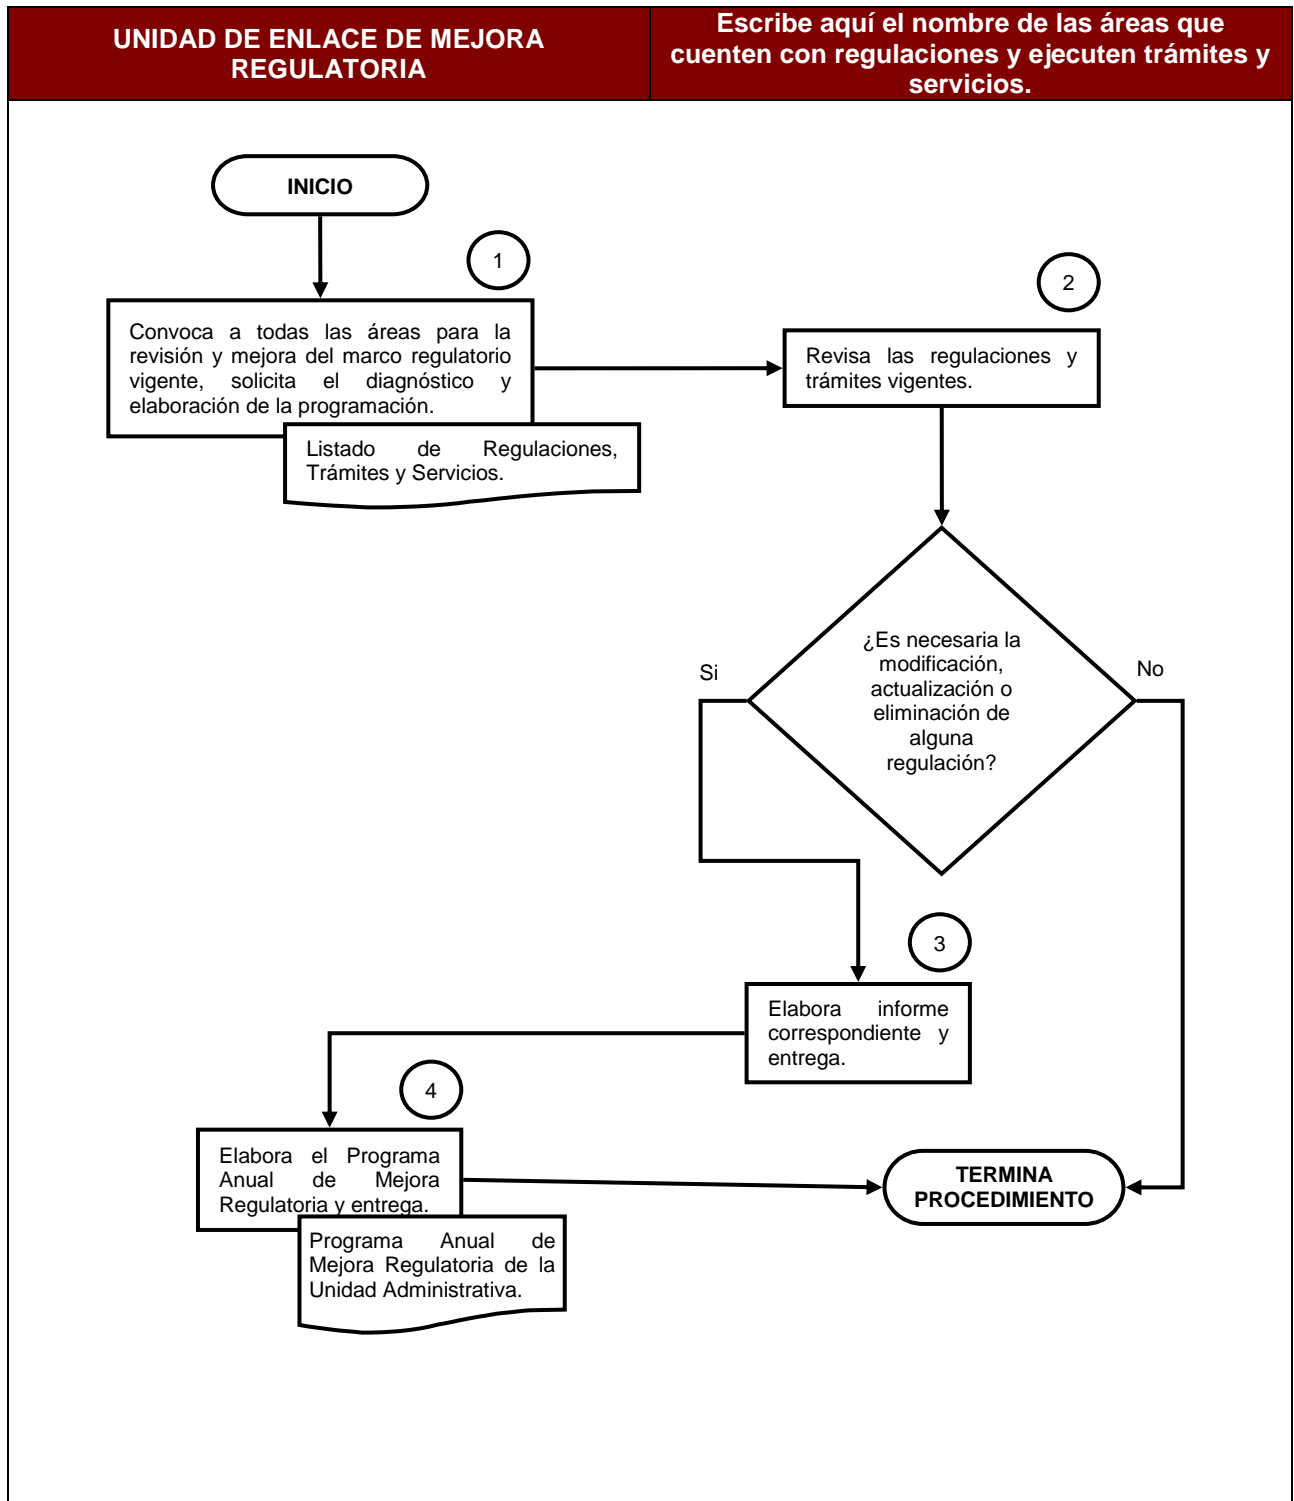 UNIDAD DE ENLACE DE MEJORA
REGULATORIA
Escribe aquí el nombre de las áreas que
cuenten con regulaciones y ejecuten trámites y
servicios.
INICIO
1
Convoca a todas las áreas para la
revisión y mejora del marco regulatorio
vigente, solicita el diagnóstico y
elaboración de la programación.
Listado de Regulaciones,
Trámites y Servicios.
2
Revisa las regulaciones y
trámites vigentes.
¿Es necesaria la
modificación,
actualización o
eliminación de
alguna
regulación?
Si
No
3
Elabora informe
correspondiente y
entrega.
4
Elabora el Programa
Anual de Mejora
Regulatoria y entrega.
Programa Anual de
Mejora Regulatoria de la
Unidad Administrativa.
TERMINA
PROCEDIMIENTO